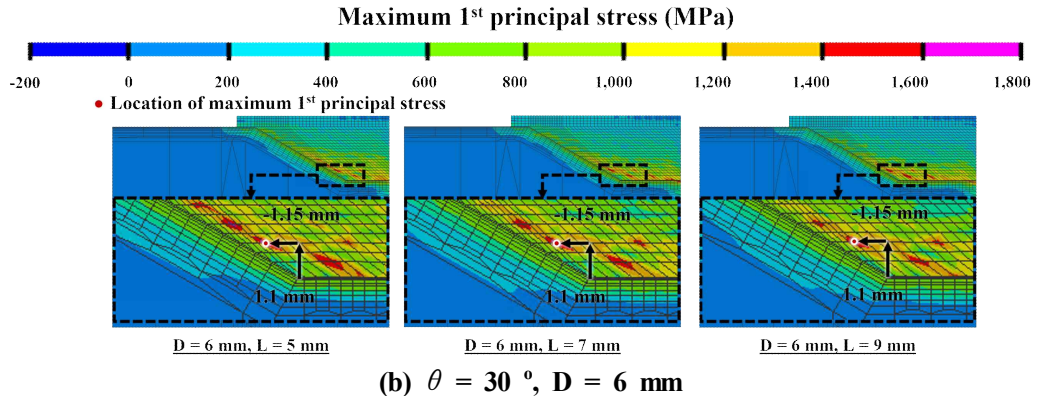 Maximum 1st principal stress (MPa)
-200 0 200 400 600 800 1,000 1,200 1,400 1,600 1,800
● Location of maximum 1st principal stress
-1.15 mm -1.15 mm -1.15 mm
1.1 mm 1.1 mm 1.1 mm
D = 6 mm, L = 5 mm D = 6 mm, L = 7 mm D = 6 mm, L = 9 mm
(b) θ = 30 °, D = 6 mm